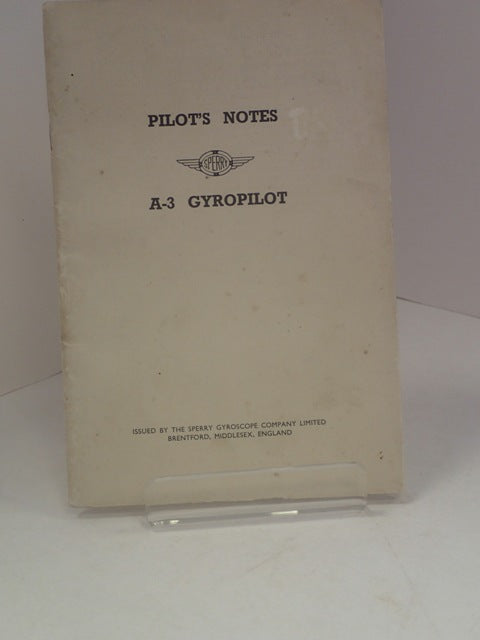 PILOT'S NOTES
SPERRY
A-3 GYROPILOT
ISSUED BY THE SPERRY GYROSCOPE COMPANY LIMITED
BRENTFORD, MIDDLESEX, ENGLAND